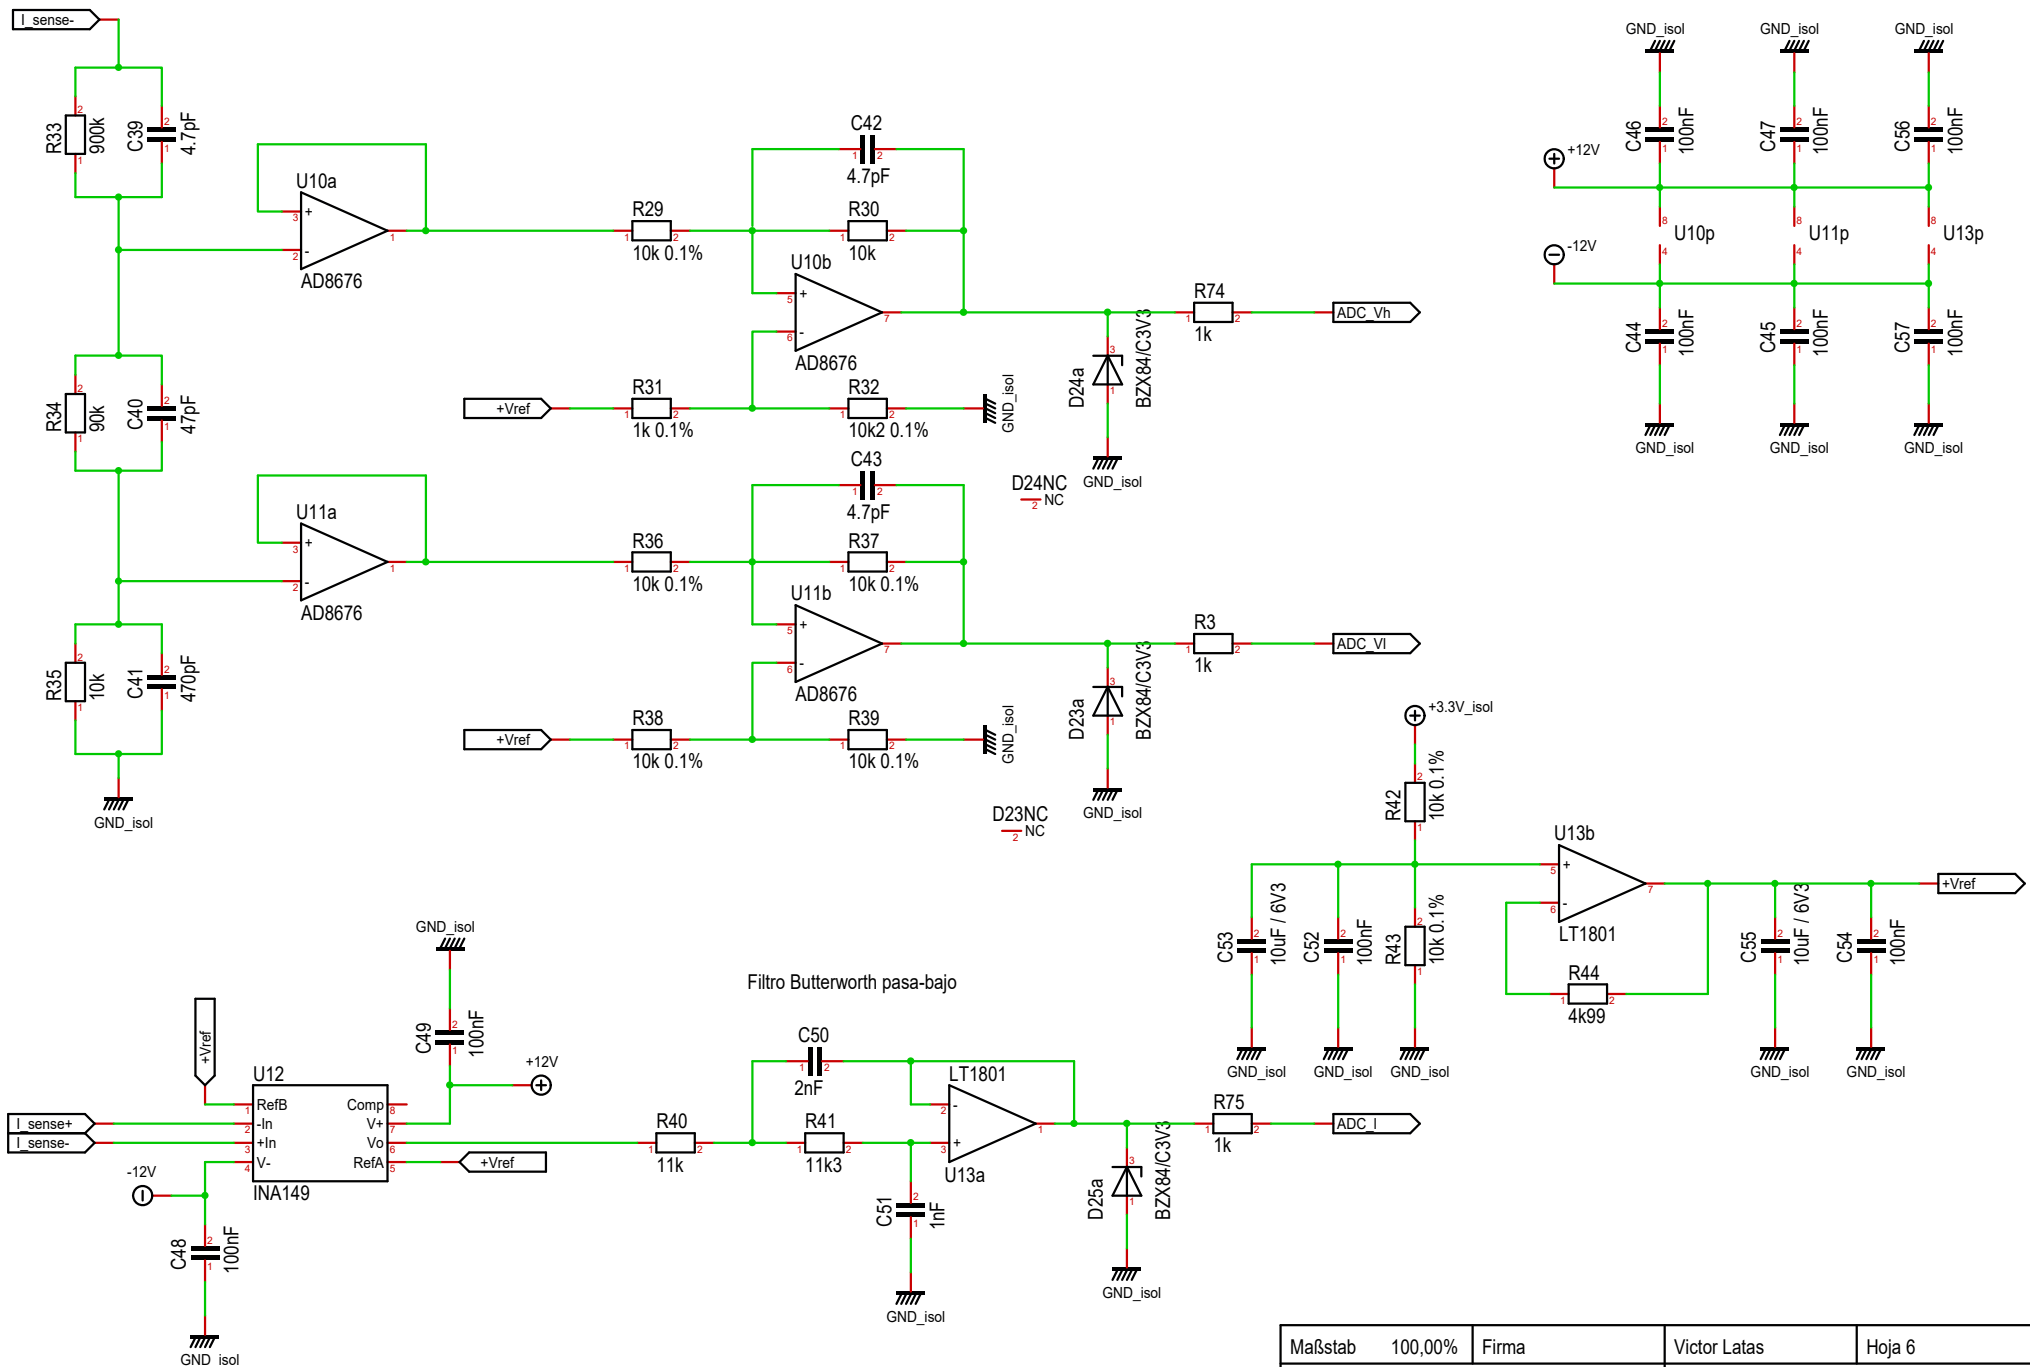 I_sense-
R33
900k
C39
4.7pF
U10a
AD8676
R29
10k 0.1%
C42
4.7pF
R30
10k
U10b
AD8676
+Vref
R31
1k 0.1%
R32
10k2 0.1%
GND_isol
D24a
BZX84/C3V3
GND_isol
D24NC
NC
R74
1k
ADC_Vh
GND_isol
GND_isol
GND_isol
C46
100nF
C47
100nF
C56
100nF
+12V
-12V
U10p
U11p
U13p
C44
100nF
C45
100nF
C57
100nF
GND_isol
GND_isol
GND_isol
R34
90k
C40
47pF
U11a
AD8676
R36
10k 0.1%
C43
4.7pF
R37
10k 0.1%
U11b
AD8676
+Vref
R38
10k 0.1%
R39
10k 0.1%
GND_isol
D23a
BZX84/C3V3
GND_isol
D23NC
NC
R3
1k
ADC_Vl
R35
10k
C41
470pF
GND_isol
+3.3V_isol
R42
10k 0.1%
C53
10uF / 6V3
C52
100nF
R43
10k 0.1%
U13b
LT1801
R44
4k99
C55
10uF / 6V3
C54
100nF
+Vref
GND_isol
GND_isol
GND_isol
GND_isol
GND_isol
Filtro Butterworth pasa-bajo
GND_isol
C49
100nF
+12V
+Vref
U12
RefB
-In
+In
V-
Comp
V+
Vo
RefA
INA149
I_sense+
I_sense-
-12V
+Vref
C48
100nF
GND_isol
R40
11k
C50
2nF
R41
11k3
LT1801
U13a
C51
1nF
GND_isol
D25a
BZX84/C3V3
GND_isol
R75
1k
ADC_I
Maßstab 100,00% Firma Victor Latas Hoja 6